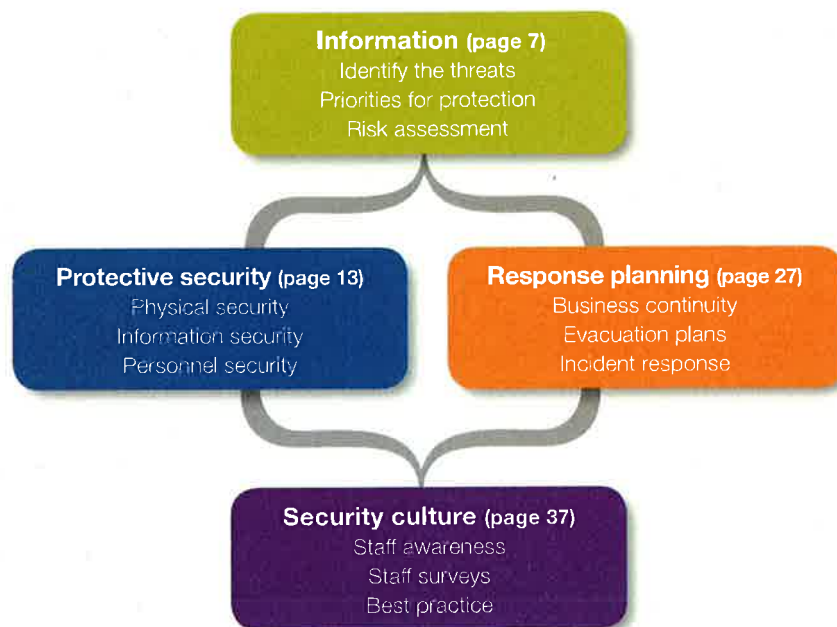 Information (page 7)
Identify the threats
Priorities for protection
Risk assessment
Protective security (page 13)
Physical security
Information security
Personnel security
Response planning (page 27)
Business continuity
Evacuation plans
Incident response
Security culture (page 37)
Staff awareness
Staff surveys
Best practice